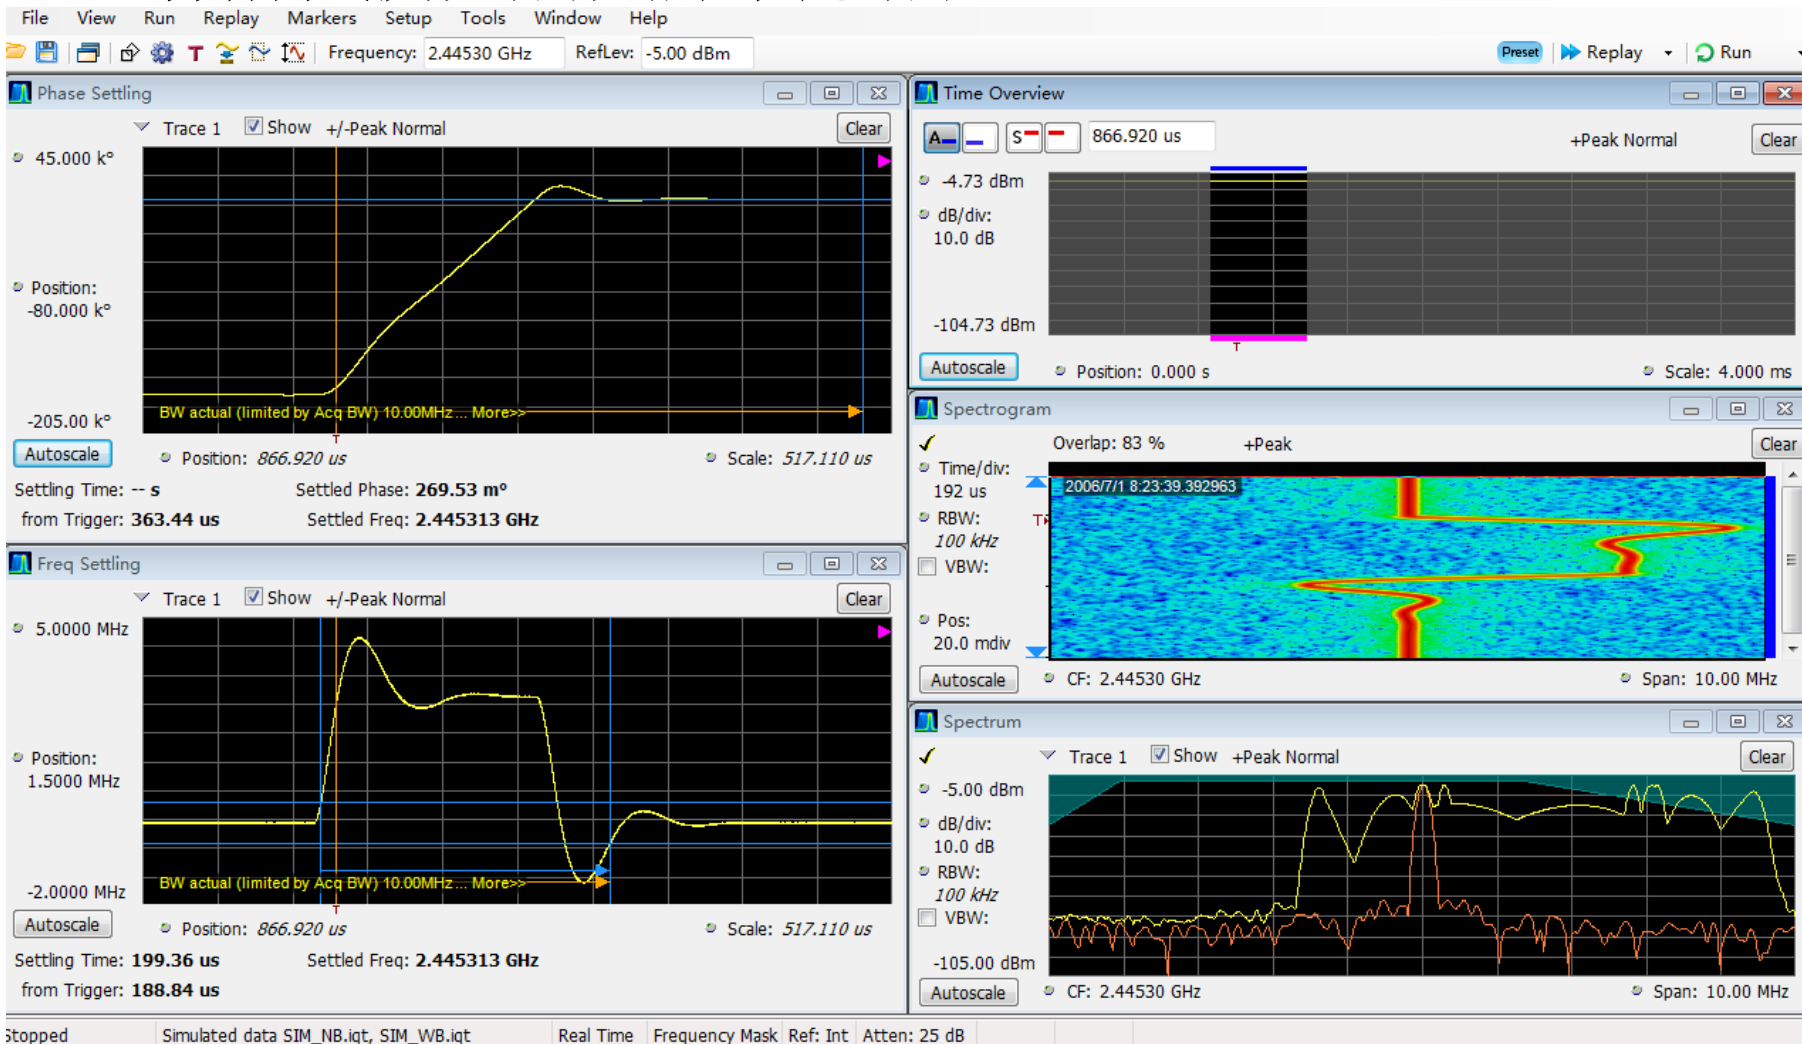 File View Run Replay Markers Setup Tools Window Help
T Frequency: 2.44530 GHz RefLev: -5.00 dBm Preset Replay Run
Phase Settling
Trace 1 Show +/-Peak Normal Clear
45.000 k°
Position:
-80.000 k°
-205.00 k°
BW actual (limited by Acq BW) 10.00MHz... More>>
T
Autoscale Position: 866.920 us Scale: 517.110 us
Settling Time: -- s Settled Phase: 269.53 m°
from Trigger: 363.44 us Settled Freq: 2.445313 GHz
Freq Settling
Trace 1 Show +/-Peak Normal Clear
5.0000 MHz
Position:
1.5000 MHz
-2.0000 MHz
BW actual (limited by Acq BW) 10.00MHz... More>>
T
Autoscale Position: 866.920 us Scale: 517.110 us
Settling Time: 199.36 us Settled Freq: 2.445313 GHz
from Trigger: 188.84 us
Time Overview
A S 866.920 us +Peak Normal Clear
-4.73 dBm
dB/div:
10.0 dB
-104.73 dBm
T
Autoscale Position: 0.000 s Scale: 4.000 ms
Spectrogram
Overlap: 83 % +Peak Clear
Time/div:
192 us
2006/7/1 8:23:39.392963
RBW:
100 kHz
T
VBW:
Pos:
20.0 mdiv
Autoscale CF: 2.44530 GHz Span: 10.00 MHz
Spectrum
Trace 1 Show +Peak Normal Clear
-5.00 dBm
dB/div:
10.0 dB
RBW:
100 kHz
VBW:
-105.00 dBm
Autoscale CF: 2.44530 GHz Span: 10.00 MHz
Stopped Simulated data SIM_NB.iqt, SIM_WB.iqt Real Time Frequency Mask Ref: Int Atten: 25 dB